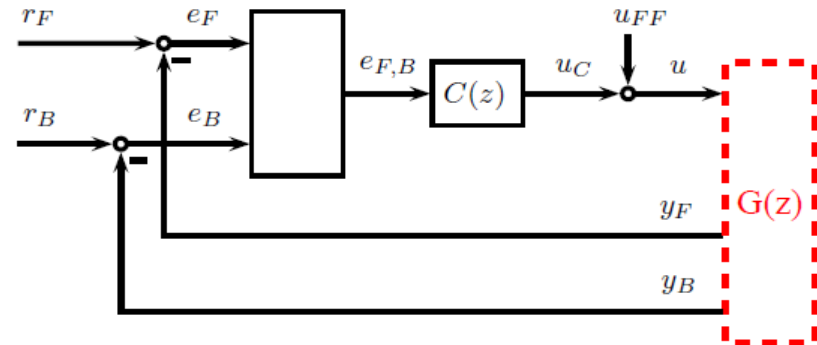 r_F
e_F
u_{FF}
e_{F,B}
C(z)
u_C
u
r_B
e_B
G(z)
y_F
y_B